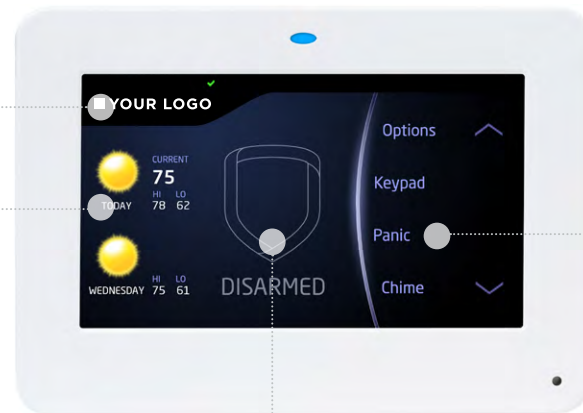 YOUR LOGO
CURRENT
75
HI LO
TODAY 78 62
HI LO
WEDNESDAY 75 61
DISARMED
Options
Keypad
Panic
Chime